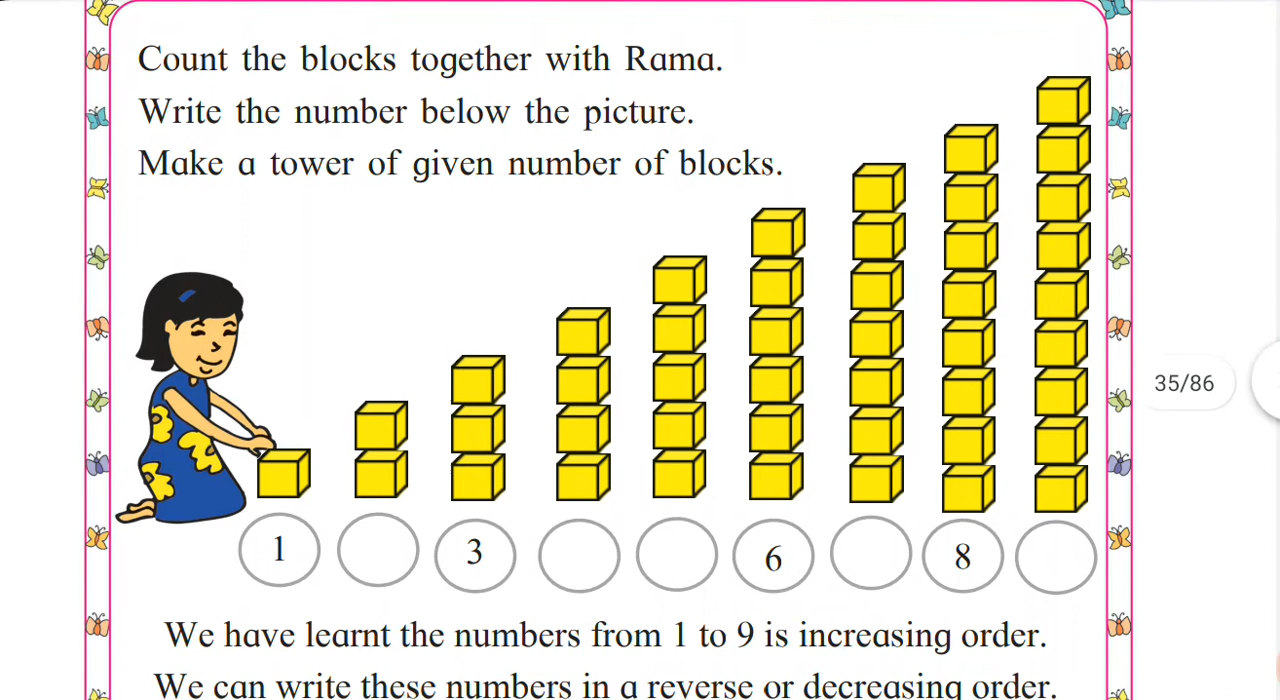 Count the blocks together with Rama.
Write the number below the picture.
Make a tower of given number of blocks.
35/86
1 3 6 8
We have learnt the numbers from 1 to 9 is increasing order.
We can write these numbers in a reverse or decreasing order.